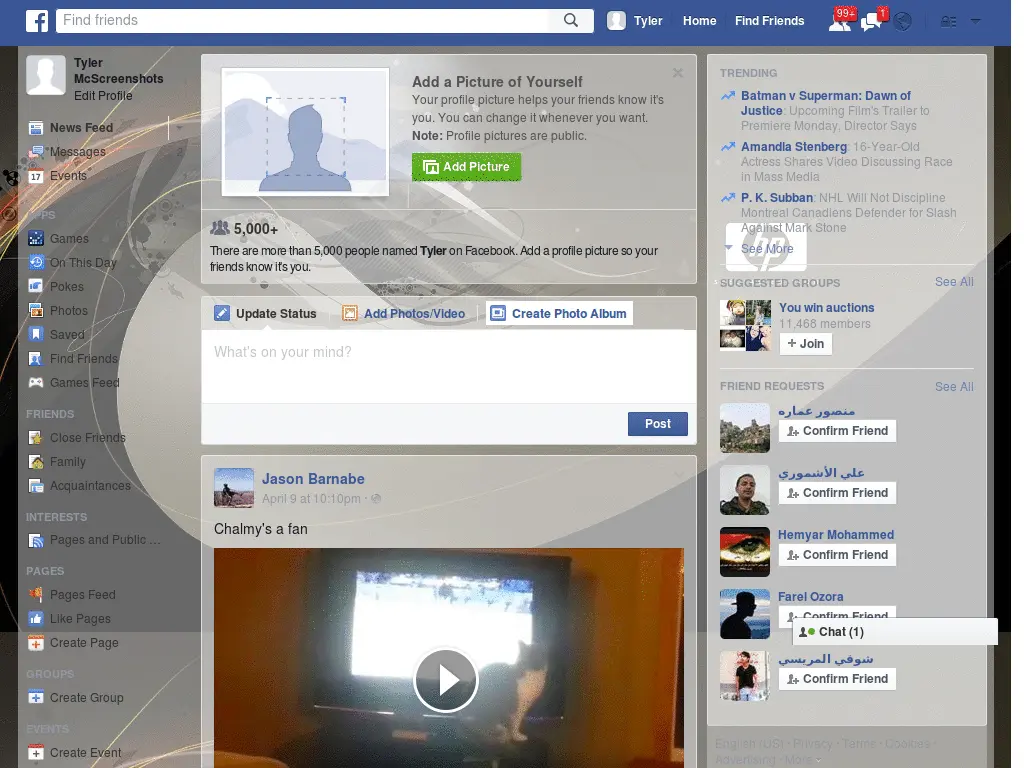 Find friends
Tyler
Home
Find Friends
99+
1
Tyler
McScreenshots
Edit Profile
News Feed
Messages
17
Events
APPS
Games
On This Day
Pokes
Photos
Saved
Find Friends
Games Feed
FRIENDS
Close Friends
Family
Acquaintances
INTERESTS
Pages and Public ...
PAGES
Pages Feed
Like Pages
Create Page
GROUPS
Create Group
EVENTS
Create Event
Add a Picture of Yourself
Your profile picture helps your friends know it's
you. You can change it whenever you want.
Note: Profile pictures are public.
Add Picture
5,000+
There are more than 5,000 people named Tyler on Facebook. Add a profile picture so your
friends know it's you.
Update Status
Add Photos/Video
Create Photo Album
What's on your mind?
Post
Jason Barnabe
April 9 at 10:10pm ·
Chalmy's a fan
TRENDING
Batman v Superman: Dawn of
Justice: Upcoming Film's Trailer to
Premiere Monday, Director Says
Amandla Stenberg: 16-Year-Old
Actress Shares Video Discussing Race
in Mass Media
P. K. Subban: NHL Will Not Discipline
Montreal Canadiens Defender for Slash
Against Mark Stone
See More
hp
SUGGESTED GROUPS
See All
You win auctions
11,468 members
+ Join
FRIEND REQUESTS
See All
منصور عماره
Confirm Friend
علي الأشموري
Confirm Friend
Hemyar Mohammed
Confirm Friend
Farel Ozora
Confirm Friend
Chat (1)
شوقي المريسي
Confirm Friend
English (US) · Privacy · Terms · Cookies ·
Advertising · More